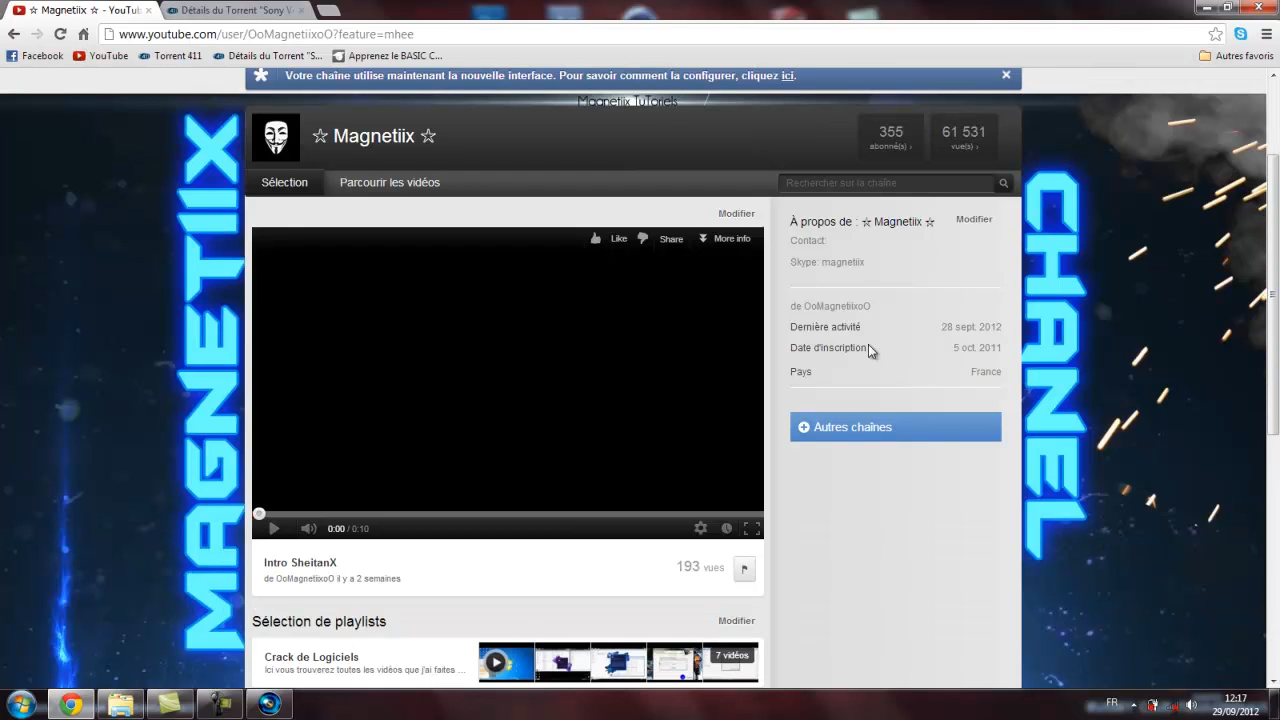 ☆ Magnetiix ☆ - YouTub
Détails du Torrent "Sony V
www.youtube.com/user/OoMagnetiixoO?feature=mhee
Facebook
YouTube
Torrent 411
Détails du Torrent "S...
Apprenez le BASIC C...
Autres favoris
Votre chaîne utilise maintenant la nouvelle interface. Pour savoir comment la configurer, cliquez ici.
Magnetiix TuToriels
☆ Magnetiix ☆
355
abonné(s) ›
61 531
vue(s) ›
Sélection
Parcourir les vidéos
Rechercher sur la chaîne
Modifier
Like
Share
More info
0:00 / 0:10
Intro SheitanX
de OoMagnetiixoO il y a 2 semaines
193 vues
Sélection de playlists
Modifier
Crack de Logiciels
Ici vous trouverez toutes les vidéos que j'ai faites ...
7 vidéos
À propos de : ☆ Magnetiix ☆
Modifier
Contact:
Skype: magnetiix
de OoMagnetiixoO
Dernière activité
28 sept. 2012
Date d'inscription
5 oct. 2011
Pays
France
Autres chaînes
MAGNETIIX
CHANEL
FR
12:17
29/09/2012